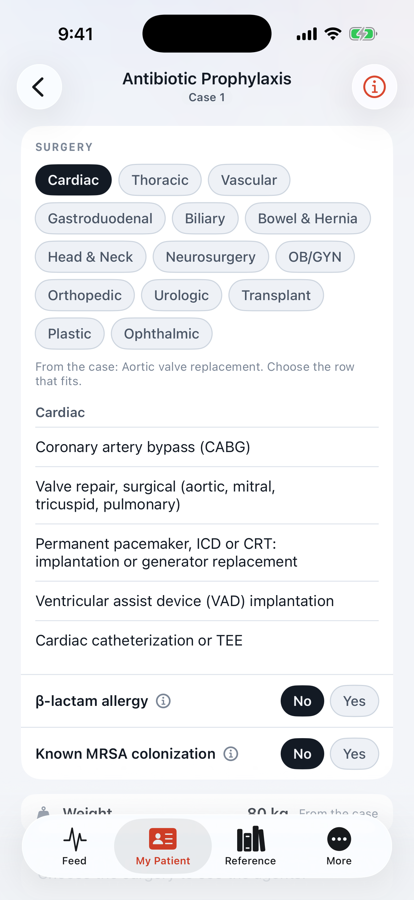 9:41
Antibiotic Prophylaxis
Case 1
SURGERY
Cardiac
Thoracic
Vascular
Gastroduodenal
Biliary
Bowel & Hernia
Head & Neck
Neurosurgery
OB/GYN
Orthopedic
Urologic
Transplant
Plastic
Ophthalmic
From the case: Aortic valve replacement. Choose the row
that fits.
Cardiac
Coronary artery bypass (CABG)
Valve repair, surgical (aortic, mitral,
tricuspid, pulmonary)
Permanent pacemaker, ICD or CRT:
implantation or generator replacement
Ventricular assist device (VAD) implantation
Cardiac catheterization or TEE
β-lactam allergy
No
Yes
Known MRSA colonization
No
Yes
Weight
80 kg
From the case
Feed
My Patient
Reference
More